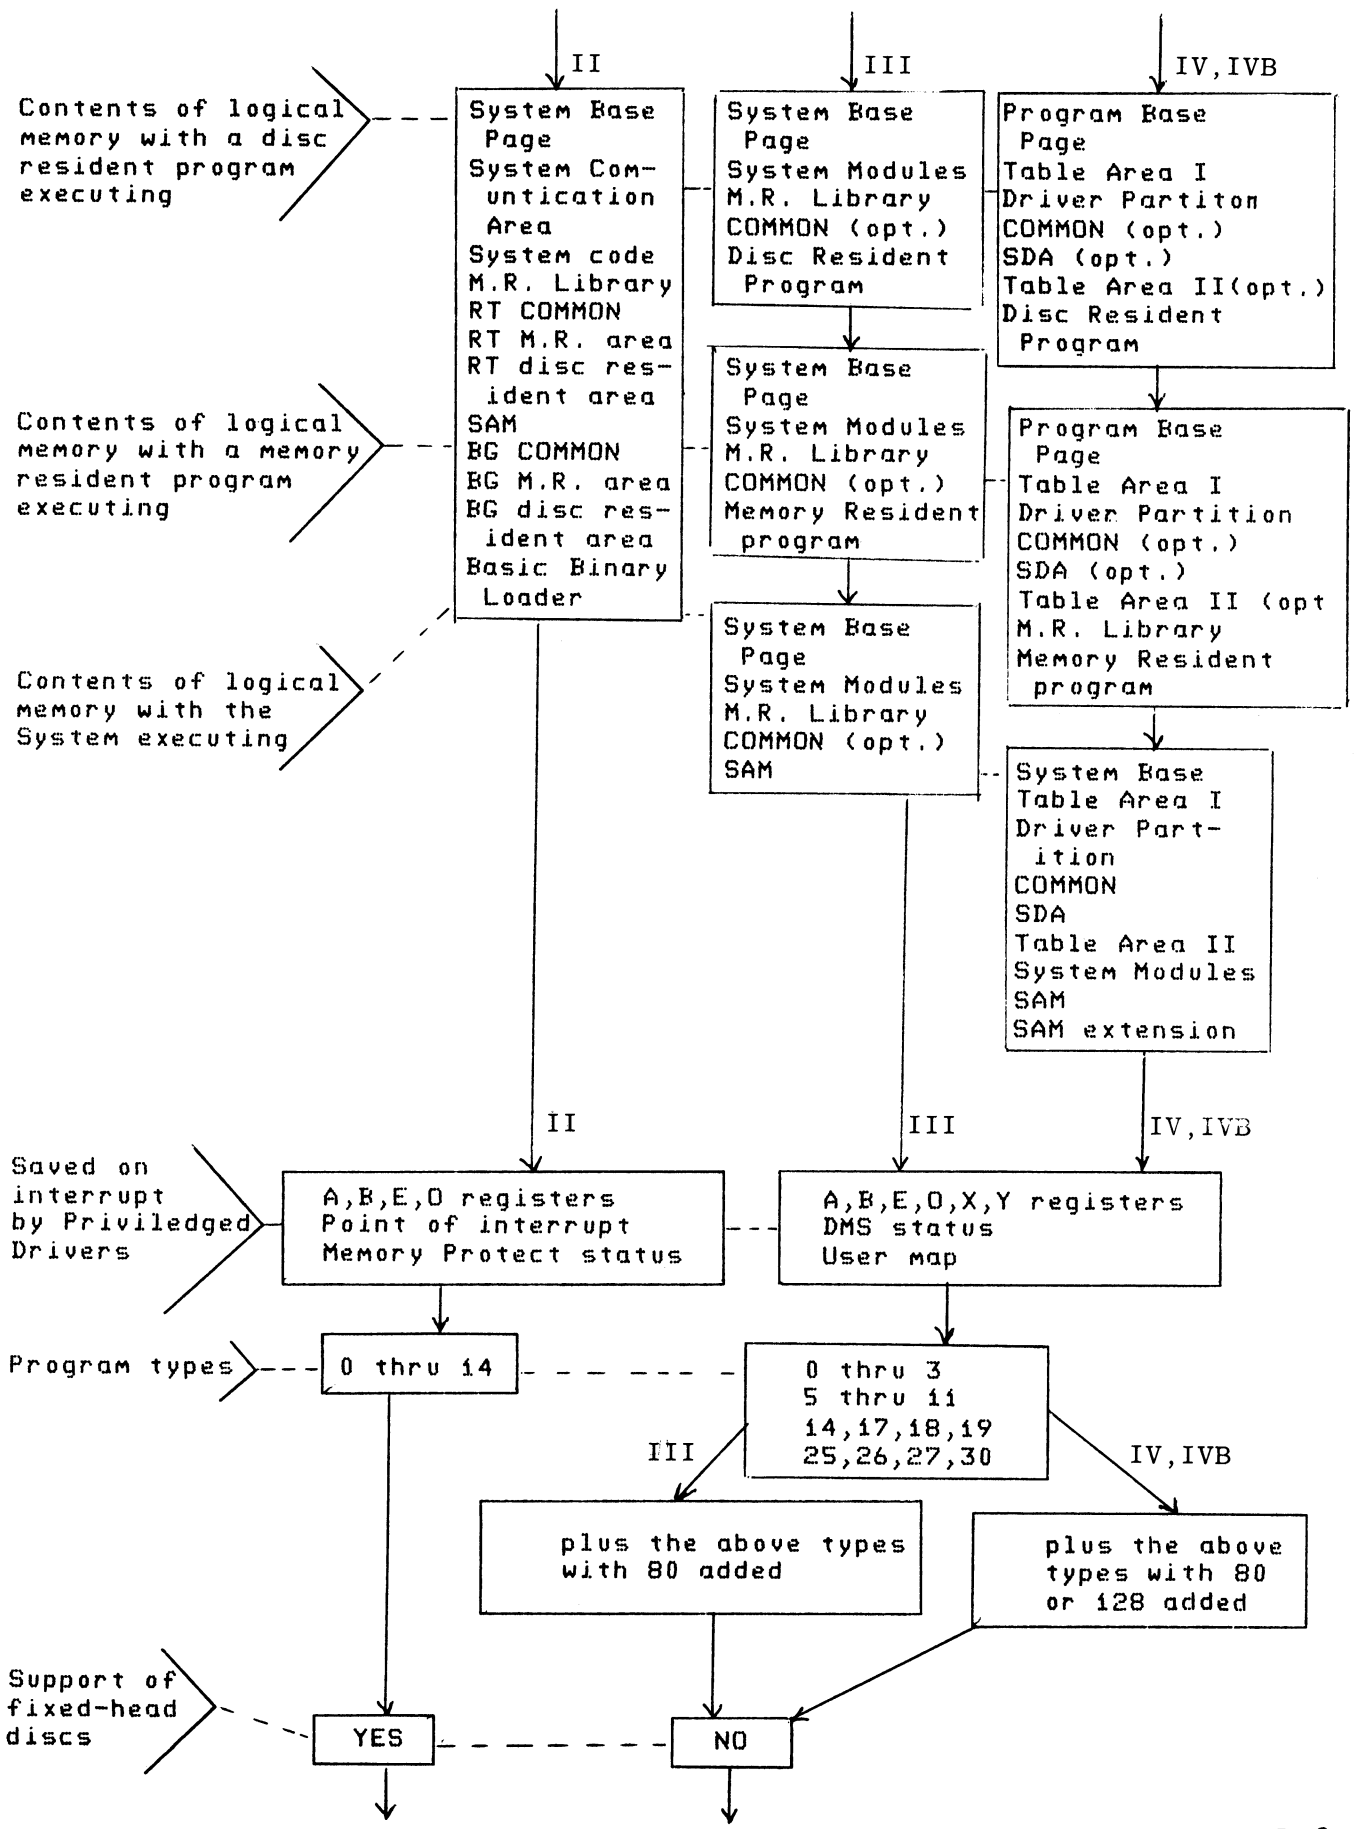 II
III
IV,IVB
Contents of logical
memory with a disc
resident program
executing
System Base
Page
System Com-
untication
Area
System code
M.R. Library
RT COMMON
RT M.R. area
RT disc res-
ident area
SAM
BG COMMON
BG M.R. area
BG disc res-
ident area
Basic Binary
Loader
System Base
Page
System Modules
M.R. Library
COMMON (opt.)
Disc Resident
Program
Program Base
Page
Table Area I
Driver Partiton
COMMON (opt.)
SDA (opt.)
Table Area II(opt.)
Disc Resident
Program
Contents of logical
memory with a memory
resident program
executing
System Base
Page
System Modules
M.R. Library
COMMON (opt.)
Memory Resident
program
Program Base
Page
Table Area I
Driver Partition
COMMON (opt.)
SDA (opt.)
Table Area II (opt
M.R. Library
Memory Resident
program
Contents of logical
memory with the
System executing
System Base
Page
System Modules
M.R. Library
COMMON (opt.)
SAM
System Base
Table Area I
Driver Part-
ition
COMMON
SDA
Table Area II
System Modules
SAM
SAM extension
II
III
IV,IVB
Saved on
interrupt
by Priviledged
Drivers
A,B,E,O registers
Point of interrupt
Memory Protect status
A,B,E,O,X,Y registers
DMS status
User map
Program types
0 thru 14
0 thru 3
5 thru 11
14,17,18,19
25,26,27,30
III
IV,IVB
plus the above types
with 80 added
plus the above
types with 80
or 128 added
Support of
fixed-head
discs
YES
NO